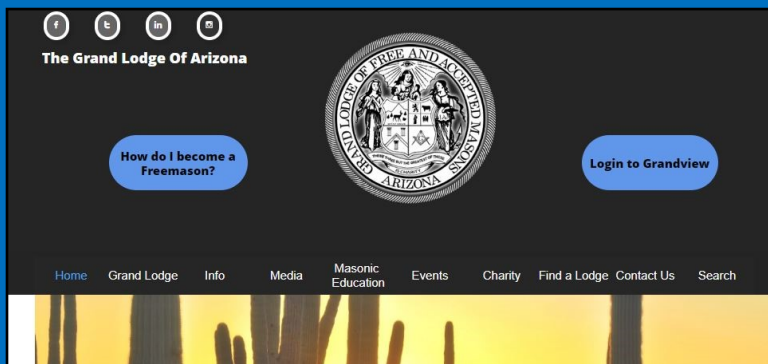 The Grand Lodge Of Arizona
GRAND LODGE OF FREE AND ACCEPTED MASONS
ARIZONA
How do I become a
Freemason?
Login to Grandview
Home Grand Lodge Info Media Masonic Education Events Charity Find a Lodge Contact Us Search